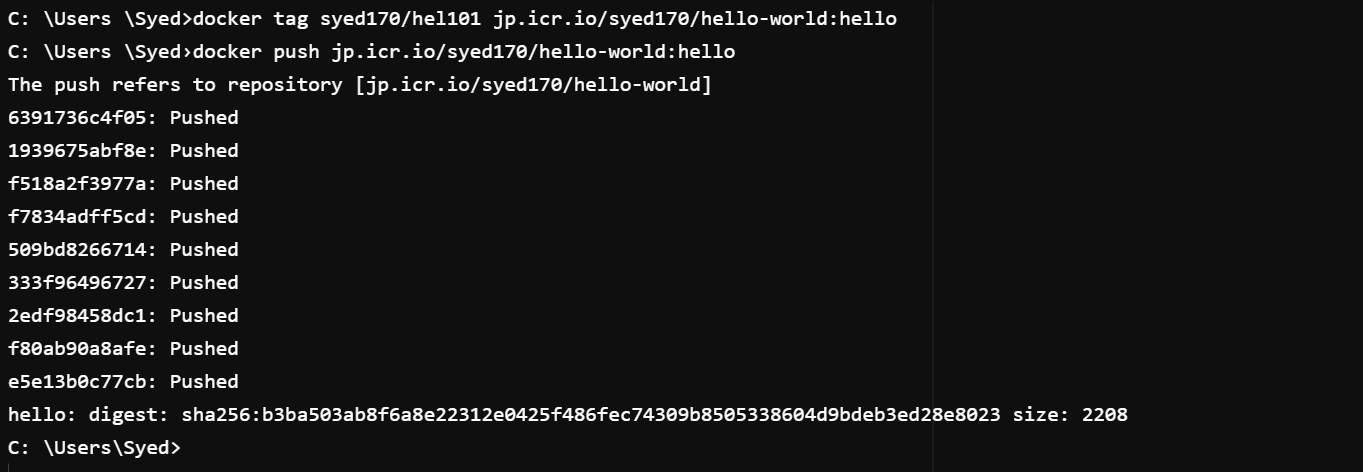 C: \Users \Syed>docker tag syed170/hel101 jp.icr.io/syed170/hello-world:hello
C: \Users \Syed>docker push jp.icr.io/syed170/hello-world:hello
The push refers to repository [jp.icr.io/syed170/hello-world]
6391736c4f05: Pushed
1939675abf8e: Pushed
f518a2f3977a: Pushed
f7834adff5cd: Pushed
509bd8266714: Pushed
333f96496727: Pushed
2edf98458dc1: Pushed
f80ab90a8afe: Pushed
e5e13b0c77cb: Pushed
hello: digest: sha256:b3ba503ab8f6a8e22312e0425f486fec74309b8505338604d9bdeb3ed28e8023 size: 2208
C: \Users\Syed>